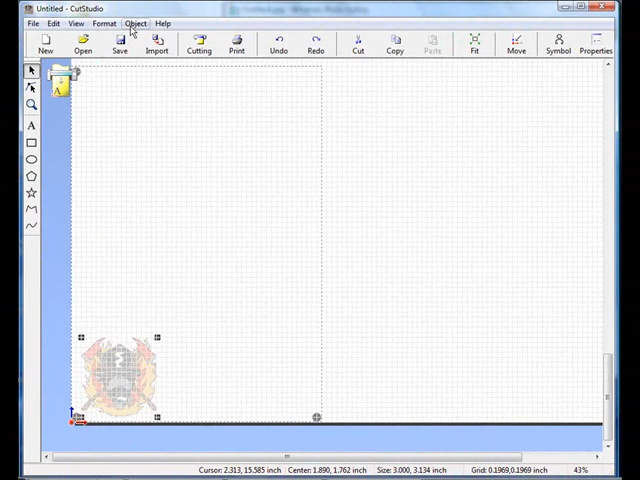 Untitled - CutStudio
File Edit View Format Object Help
New Open Save Import Cutting Print Undo Redo Cut Copy Paste Fit Move Symbol Properties
A
A
Cursor: 2.313, 15.585 inch Center: 1.890, 1.762 inch Size: 3.000, 3.134 inch Grid: 0.1969,0.1969 inch 43%